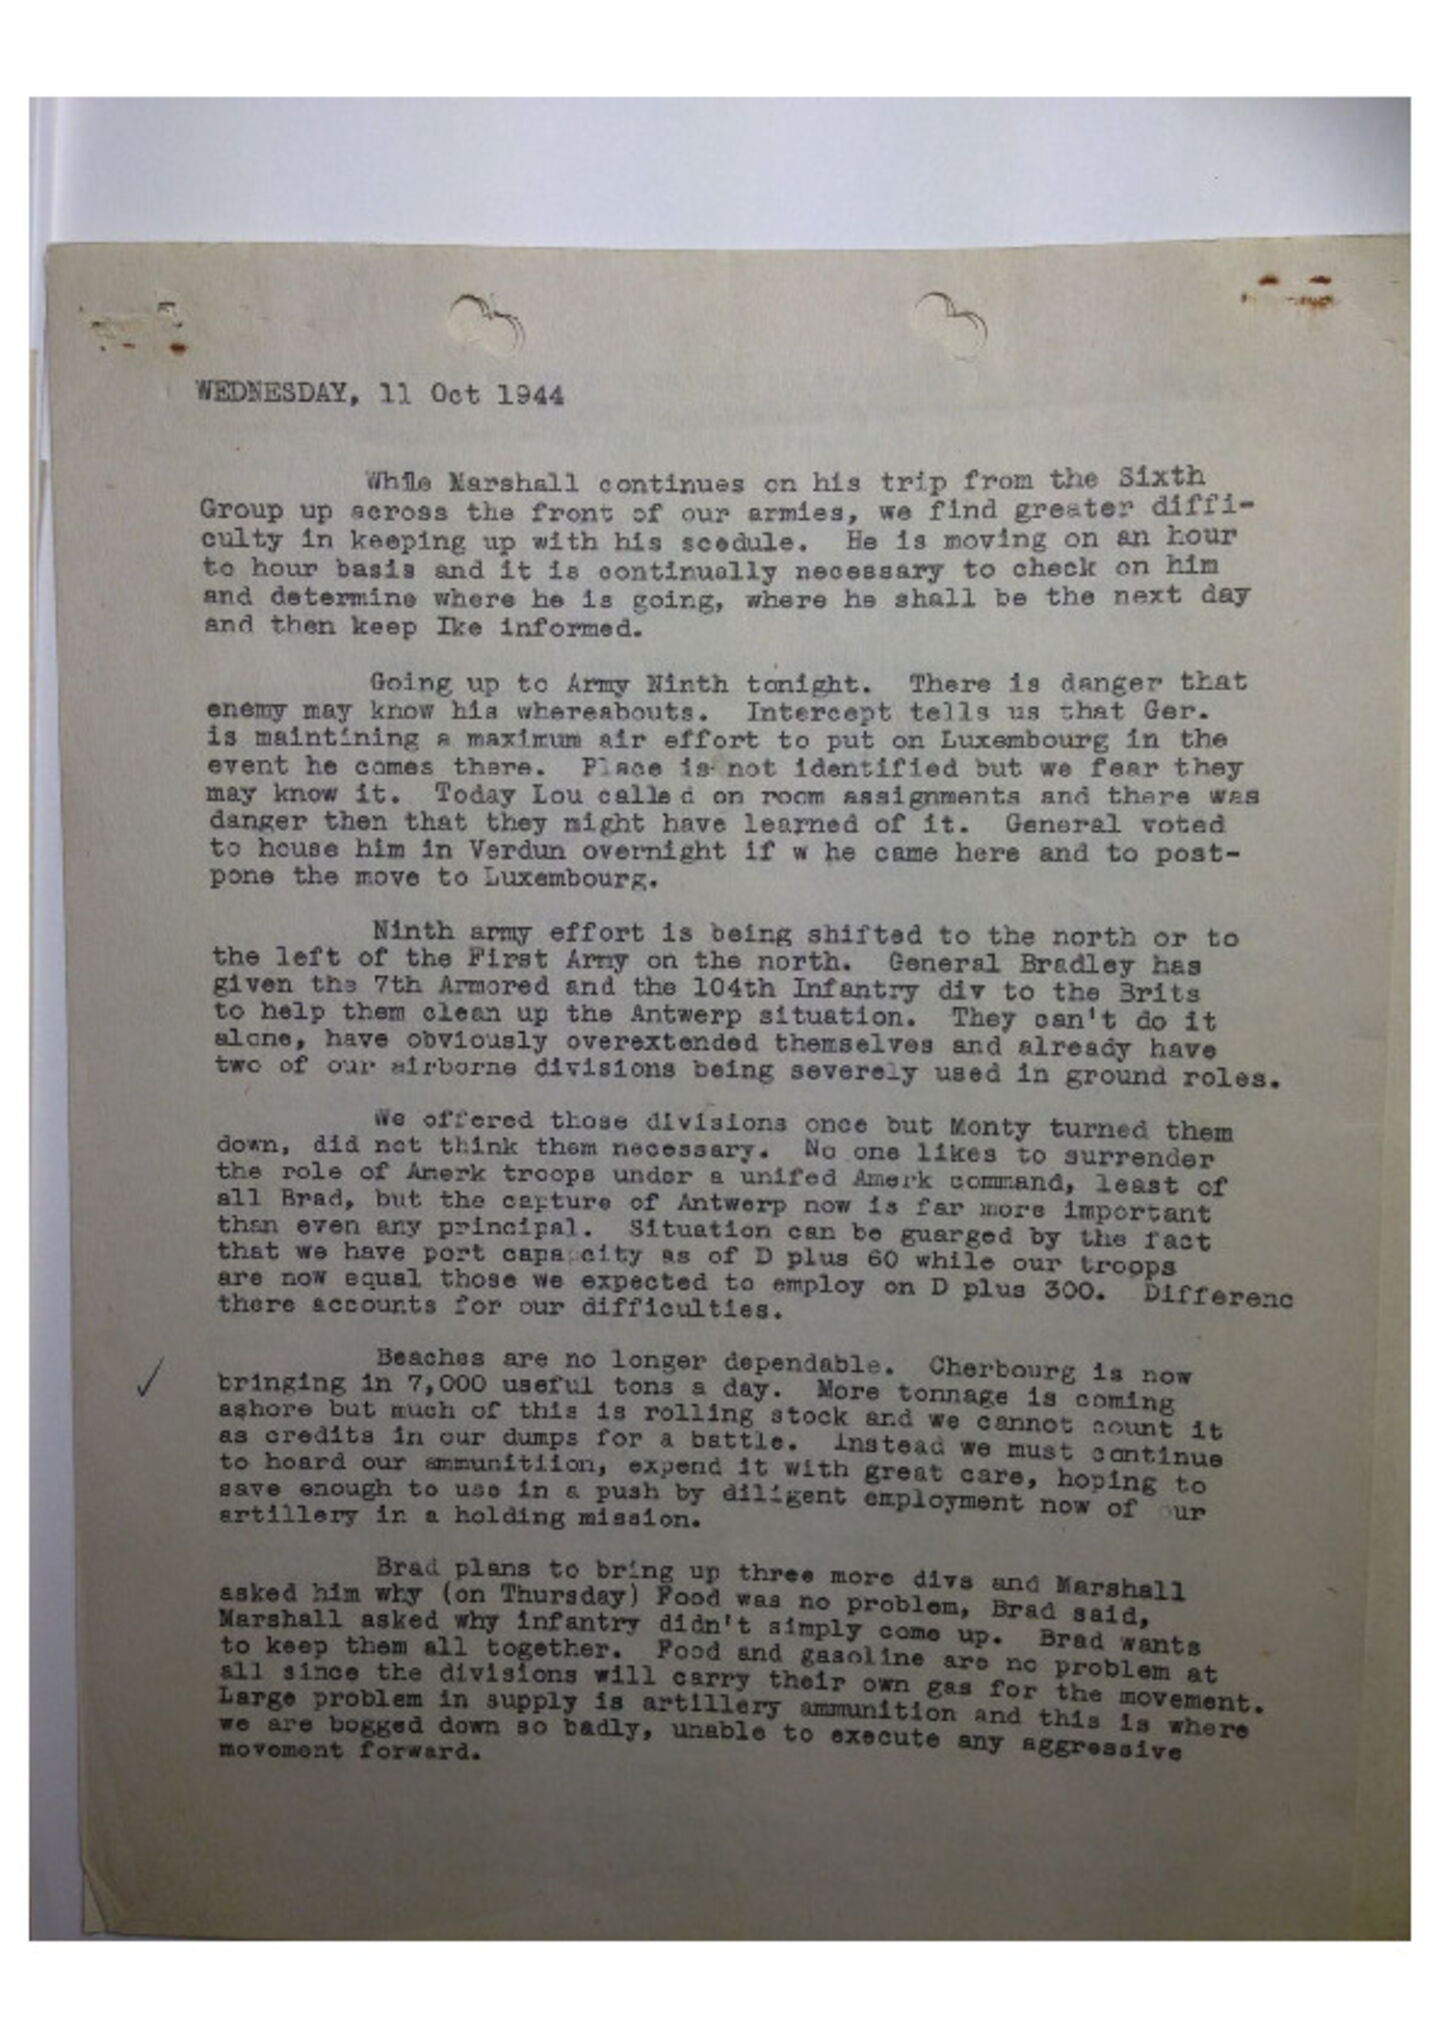 WEDNESDAY, 11 Oct 1944
While Marshall continues on his trip from the Sixth
Group up across the front of our armies, we find greater diffi-
culty in keeping up with his scedule. He is moving on an hour
to hour basis and it is continually necessary to check on him
and determine where he is going, where he shall be the next day
and then keep Ike informed.
Going up to Army Ninth tonight. There is danger that
enemy may know his whereabouts. Intercept tells us that Ger.
is maintining a maximum air effort to put on Luxembourg in the
event he comes there. Place is not identified but we fear they
may know it. Today Lou called on room assignments and there was
danger then that they might have learned of it. General voted
to house him in Verdun overnight if w he came here and to post-
pone the move to Luxembourg.
Ninth army effort is being shifted to the north or to
the left of the First Army on the north. General Bradley has
given the 7th Armored and the 104th Infantry div to the Brits
to help them clean up the Antwerp situation. They can't do it
alone, have obviously overextended themselves and already have
two of our airborne divisions being severely used in ground roles.
We offered those divisions once but Monty turned them
down, did not think them necessary. No one likes to surrender
the role of Amerk troops under a unifed Amerk command, least of
all Brad, but the capture of Antwerp now is far more important
than even any principal. Situation can be guarged by the fact
that we have port capa city as of D plus 60 while our troops
are now equal those we expected to employ on D plus 300. Differenc
there accounts for our difficulties.
Beaches are no longer dependable. Cherbourg is now
bringing in 7,000 useful tons a day. More tonnage is coming
ashore but much of this is rolling stock and we cannot count it
as credits in our dumps for a battle. Instead we must continue
to hoard our ammunitiion, expend it with great care, hoping to
save enough to use in a push by diligent employment now of ur
artillery in a holding mission.
Brad plans to bring up three more divs and Marshall
asked him why (on Thursday) Food was no problem, Brad said,
Marshall asked why infantry didn't simply come up. Brad wants
to keep them all together. Food and gasoline are no problem at
all since the divisions will carry their own gas for the movement.
Large problem in supply is artillery ammunition and this is where
we are bogged down so badly, unable to execute any aggressive
movement forward.